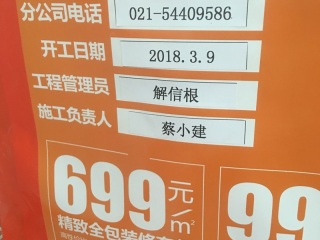 分公司电话 021-54409586
开工日期 2018.3.9
工程管理员 解信根
施工负责人 蔡小建
699元/m² 99
精致全包装修